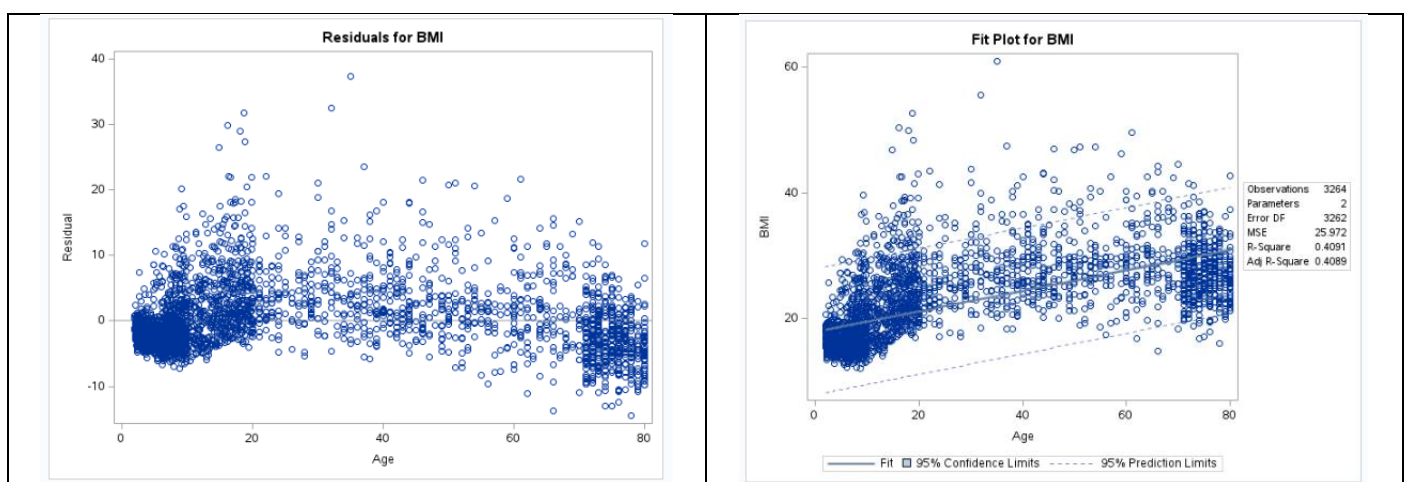 Residuals for BMI
40
30
20
10
0
-10
Residual
0 20 40 60 80
Age
Fit Plot for BMI
60
40
20
BMI
0 20 40 60 80
Age
Observations 3264
Parameters 2
Error DF 3262
MSE 25.972
R-Square 0.4091
Adj R-Square 0.4089
Fit 95% Confidence Limits 95% Prediction Limits